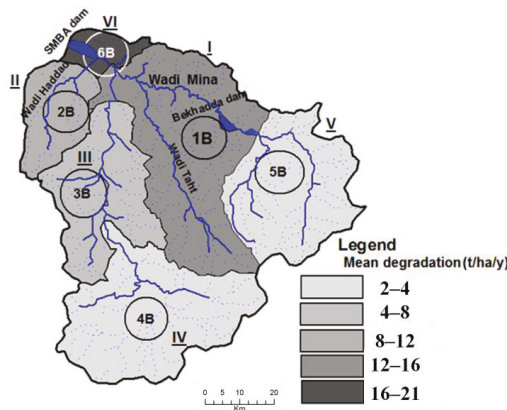 VI
SMBA dam
6B
I
II
Wadi Haddad
Wadi Mina
Bekhadda dam
2B
1B
V
III
Wadi Taht
5B
3B
4B
IV
Legend
Mean degradation (t/ha/y)
2–4
4–8
8–12
12–16
16–21
0 5 10 20
Km